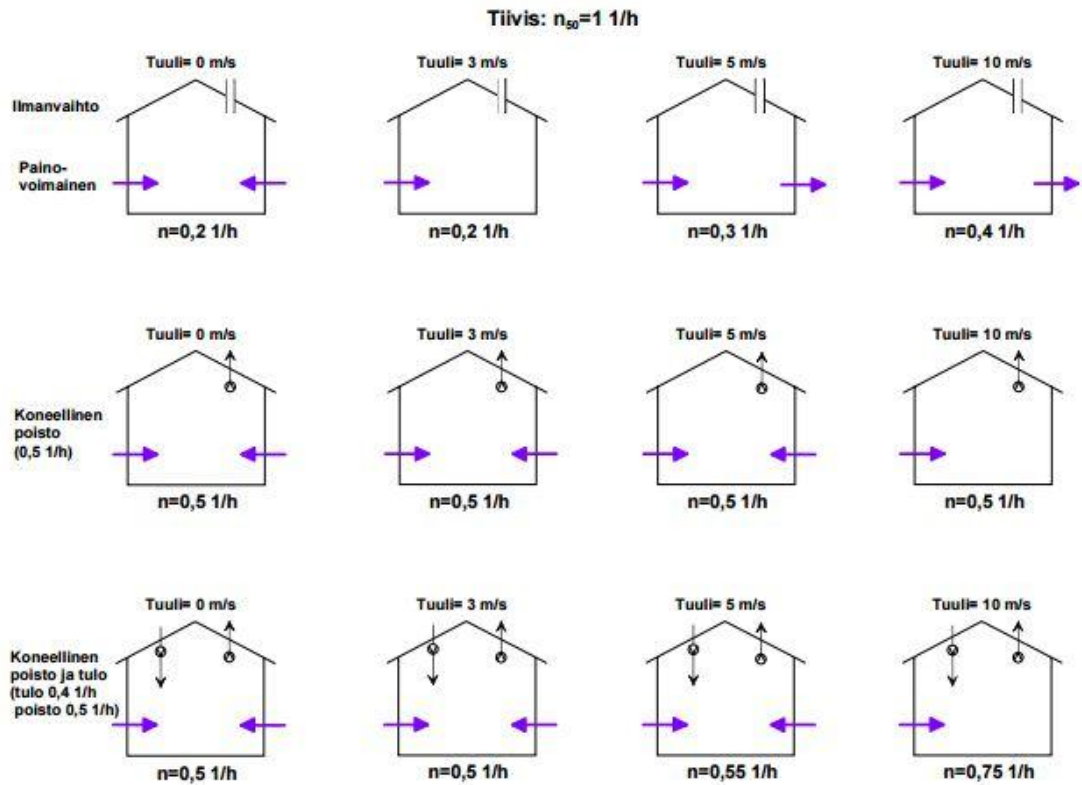 Tiivis: n50=1 1/h
Tuuli= 0 m/s
Tuuli= 3 m/s
Tuuli= 5 m/s
Tuuli= 10 m/s
Ilmanvaihto
Paino-
voimainen
n=0,2 1/h
n=0,2 1/h
n=0,3 1/h
n=0,4 1/h
Tuuli= 0 m/s
Tuuli= 3 m/s
Tuuli= 5 m/s
Tuuli= 10 m/s
Koneellinen
poisto
(0,5 1/h)
n=0,5 1/h
n=0,5 1/h
n=0,5 1/h
n=0,5 1/h
Tuuli= 0 m/s
Tuuli= 3 m/s
Tuuli= 5 m/s
Tuuli= 10 m/s
Koneellinen
poisto ja tulo
(tulo 0,4 1/h
poisto 0,5 1/h)
n=0,5 1/h
n=0,5 1/h
n=0,55 1/h
n=0,75 1/h